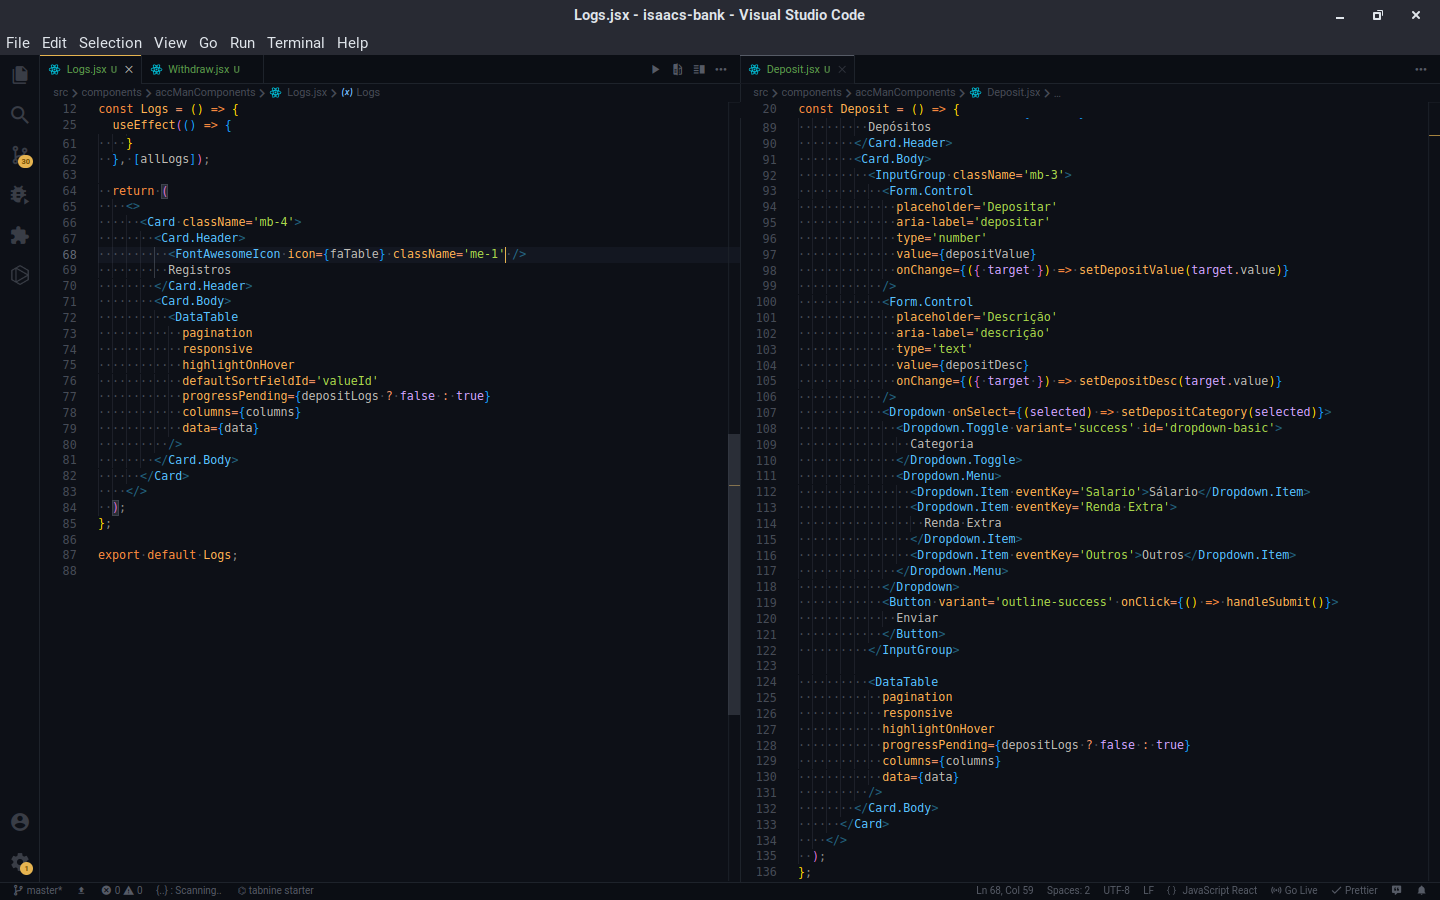 Logs.jsx - isaacs-bank - Visual Studio Code
File Edit Selection View Go Run Terminal Help
Logs.jsx U
Withdraw.jsx U
src > components > accManComponents > Logs.jsx > Logs
12 const Logs = () => {
25 useEffect(() => {
61 }
62 }, [allLogs]);
63
64 return (
65 <>
66 <Card className='mb-4'>
67 <Card.Header>
68 <FontAwesomeIcon icon={faTable} className='me-1' />
69 Registros
70 </Card.Header>
71 <Card.Body>
72 <DataTable
73 pagination
74 responsive
75 highlightOnHover
76 defaultSortFieldId='valueId'
77 progressPending={depositLogs ? false : true}
78 columns={columns}
79 data={data}
80 />
81 </Card.Body>
82 </Card>
83 </>
84 );
85 };
86
87 export default Logs;
88
Deposit.jsx U
src > components > accManComponents > Deposit.jsx > ...
20 const Deposit = () => {
89 Depósitos
90 </Card.Header>
91 <Card.Body>
92 <InputGroup className='mb-3'>
93 <Form.Control
94 placeholder='Depositar'
95 aria-label='depositar'
96 type='number'
97 value={depositValue}
98 onChange={({ target }) => setDepositValue(target.value)}
99 />
100 <Form.Control
101 placeholder='Descrição'
102 aria-label='descrição'
103 type='text'
104 value={depositDesc}
105 onChange={({ target }) => setDepositDesc(target.value)}
106 />
107 <Dropdown onSelect={(selected) => setDepositCategory(selected)}>
108 <Dropdown.Toggle variant='success' id='dropdown-basic'>
109 Categoria
110 </Dropdown.Toggle>
111 <Dropdown.Menu>
112 <Dropdown.Item eventKey='Salario'>Sálario</Dropdown.Item>
113 <Dropdown.Item eventKey='Renda Extra'>
114 Renda Extra
115 </Dropdown.Item>
116 <Dropdown.Item eventKey='Outros'>Outros</Dropdown.Item>
117 </Dropdown.Menu>
118 </Dropdown>
119 <Button variant='outline-success' onClick={() => handleSubmit()}>
120 Enviar
121 </Button>
122 </InputGroup>
123
124 <DataTable
125 pagination
126 responsive
127 highlightOnHover
128 progressPending={depositLogs ? false : true}
129 columns={columns}
130 data={data}
131 />
132 </Card.Body>
133 </Card>
134 </>
135 );
136 };
30
1
master* 0 0 {..} : Scanning.. tabnine starter
Ln 68, Col 59 Spaces: 2 UTF-8 LF { } JavaScript React Go Live Prettier